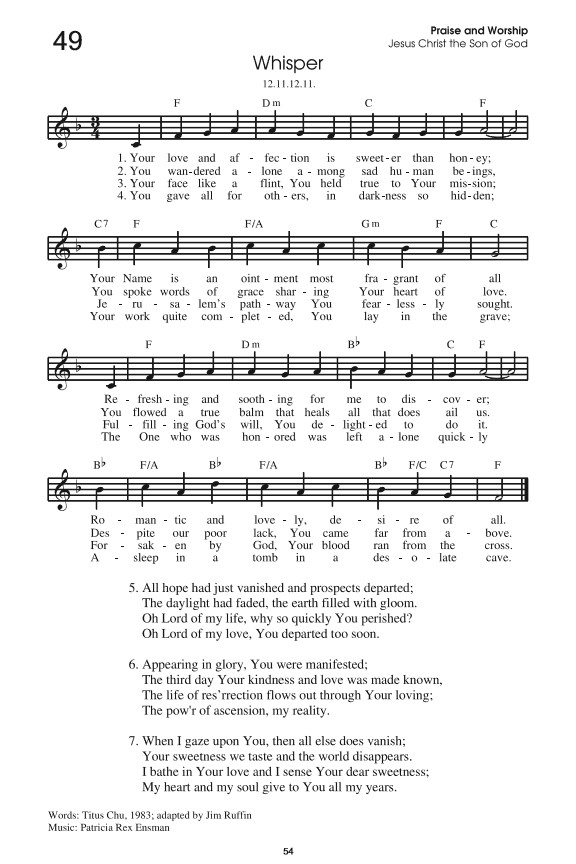 49
Praise and Worship
Jesus Christ the Son of God
Whisper
12.11.12.11.
F Dm C F
3 4
1. Your love and af - fec - tion is sweet - er than hon - ey;
2. You wan - dered a - lone a - mong sad hu - man be - ings,
3. Your face like a flint, You held true to Your mis - sion;
4. You gave all for oth - ers, in dark - ness so hid - den;
C7 F F/A Gm F C
Your Name is an oint - ment most fra - grant of all
You spoke words of grace shar - ing Your heart of love.
Je - ru - sa - lem's path - way You fear - less - ly sought.
Your work quite com - plet - ed, You lay in the grave;
F Dm B♭ C F
Re - fresh - ing and sooth - ing for me to dis - cov - er;
You flowed a true balm that heals all that does ail us.
Ful - fill - ing God's will, You de - light - ed to do it.
The One who was hon - ored was left a - lone quick - ly
B♭ F/A B♭ F/A B♭ F/C C7 F
Ro - man - tic and love - ly, de - si - re of all.
Des - pite our poor lack, You came far from a - bove.
For - sak - en by God, Your blood ran from the cross.
A - sleep in a tomb in a des - o - late cave.
5. All hope had just vanished and prospects departed;
The daylight had faded, the earth filled with gloom.
Oh Lord of my life, why so quickly You perished?
Oh Lord of my love, You departed too soon.
6. Appearing in glory, You were manifested;
The third day Your kindness and love was made known,
The life of res'rrection flows out through Your loving;
The pow'r of ascension, my reality.
7. When I gaze upon You, then all else does vanish;
Your sweetness we taste and the world disappears.
I bathe in Your love and I sense Your dear sweetness;
My heart and my soul give to You all my years.
Words: Titus Chu, 1983; adapted by Jim Ruffin
Music: Patricia Rex Ensman
54